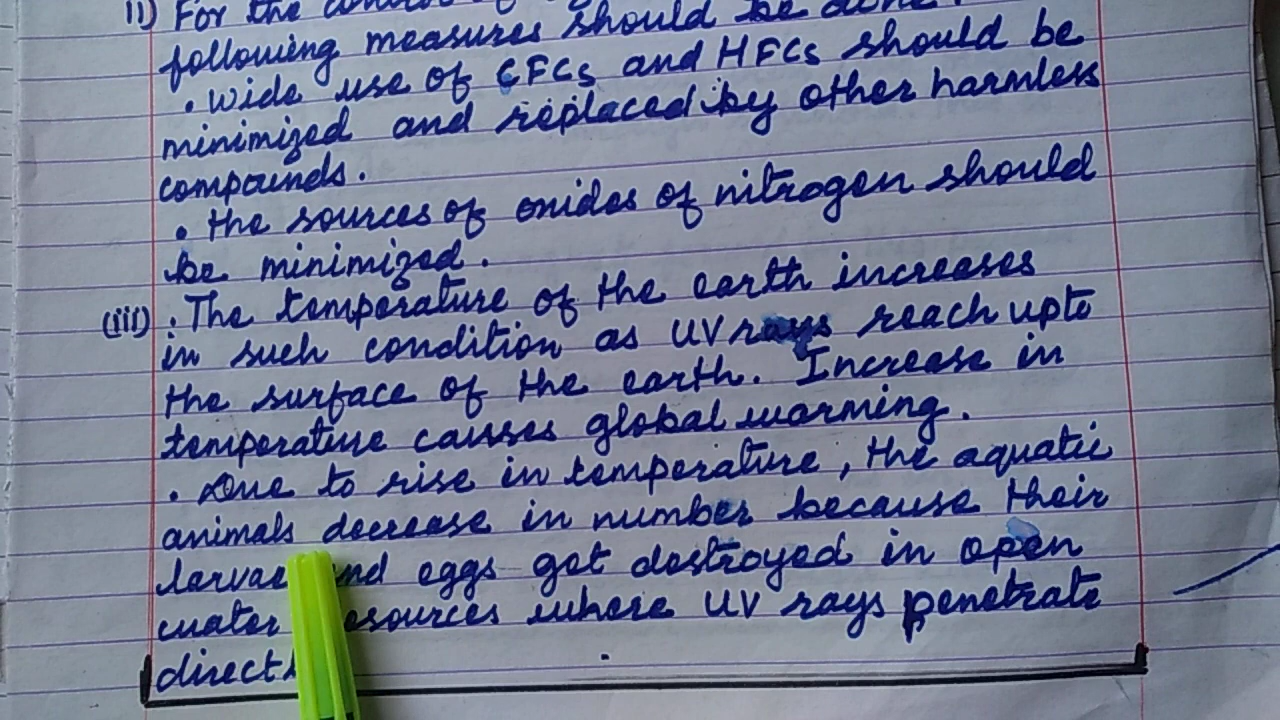 ii) For the control of
following measures should be done.
• Wide use of CFCs and HFCs should be
minimized and replaced by other harmless
compounds.
• the sources of oxides of nitrogen should
be minimized.
(iii) • The temperature of the earth increases
in such condition as UV rays reach upto
the surface of the earth. Increase in
temperature causes global warming.
• Due to rise in temperature, the aquatic
animals decrease in number because their
larvae and eggs get destroyed in open
water resources where UV rays penetrate